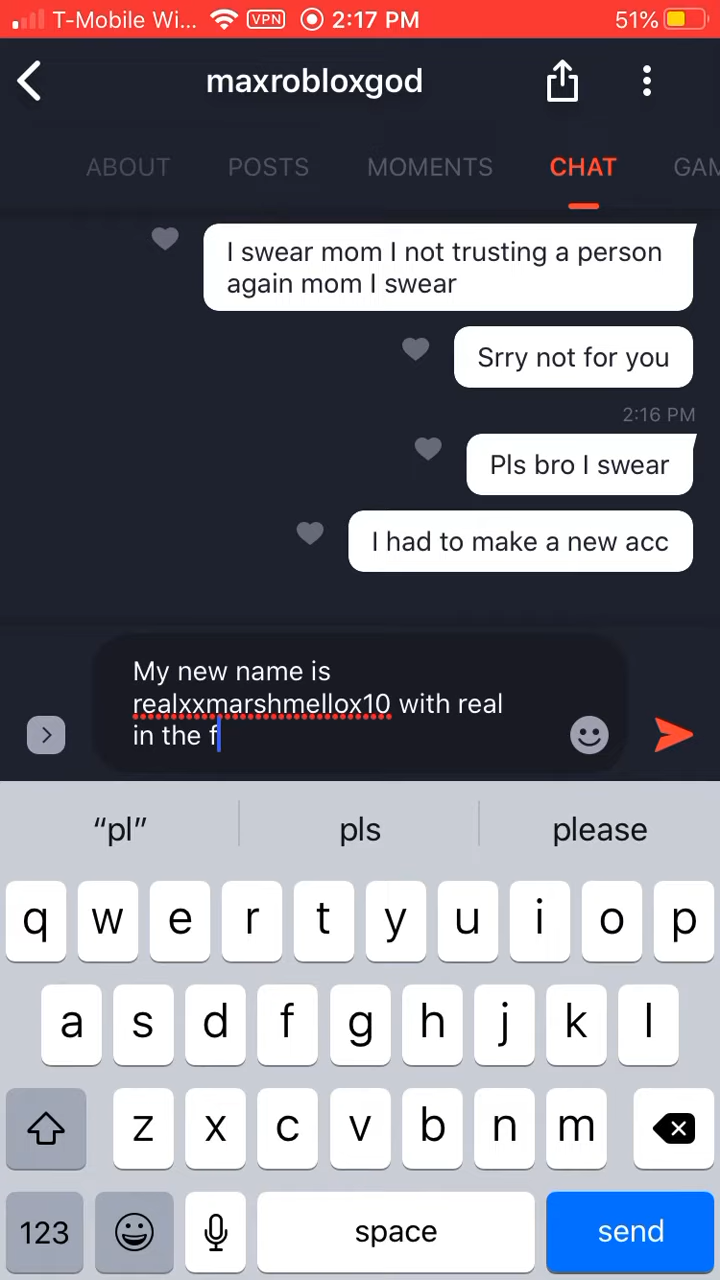 T-Mobile Wi... VPN 2:17 PM 51%
maxrobloxgod
ABOUT POSTS MOMENTS CHAT GAM
I swear mom I not trusting a person
again mom I swear
Srry not for you
2:16 PM
Pls bro I swear
I had to make a new acc
My new name is
realxxmarshmellox10 with real
in the f
“pl” pls please
q w e r t y u i o p
a s d f g h j k l
z x c v b n m
123 space send